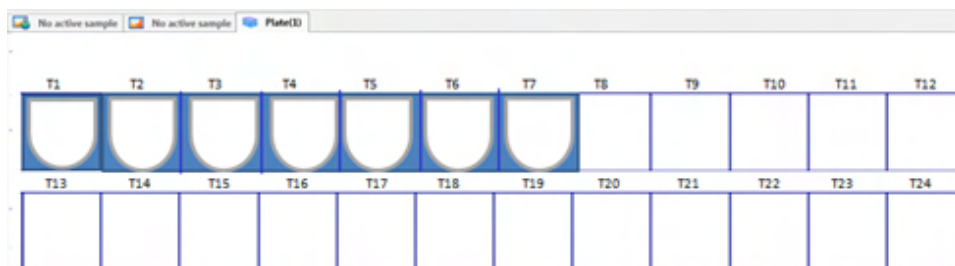 No active sample No active sample Plate(1)
T1 T2 T3 T4 T5 T6 T7 T8 T9 T10 T11 T12
T13 T14 T15 T16 T17 T18 T19 T20 T21 T22 T23 T24